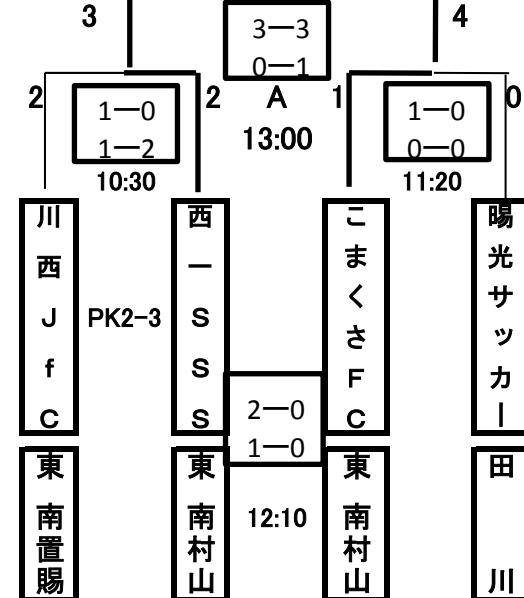 3
3―3
0―1
4
2
1―0
1―2
2
A
13:00
1
1―0
0―0
0
10:30
11:20
川西JfC
PK2-3
西一SSS
こまくさFC
暘光サッカー
2―0
1―0
12:10
東南置賜
東南村山
東南村山
田川